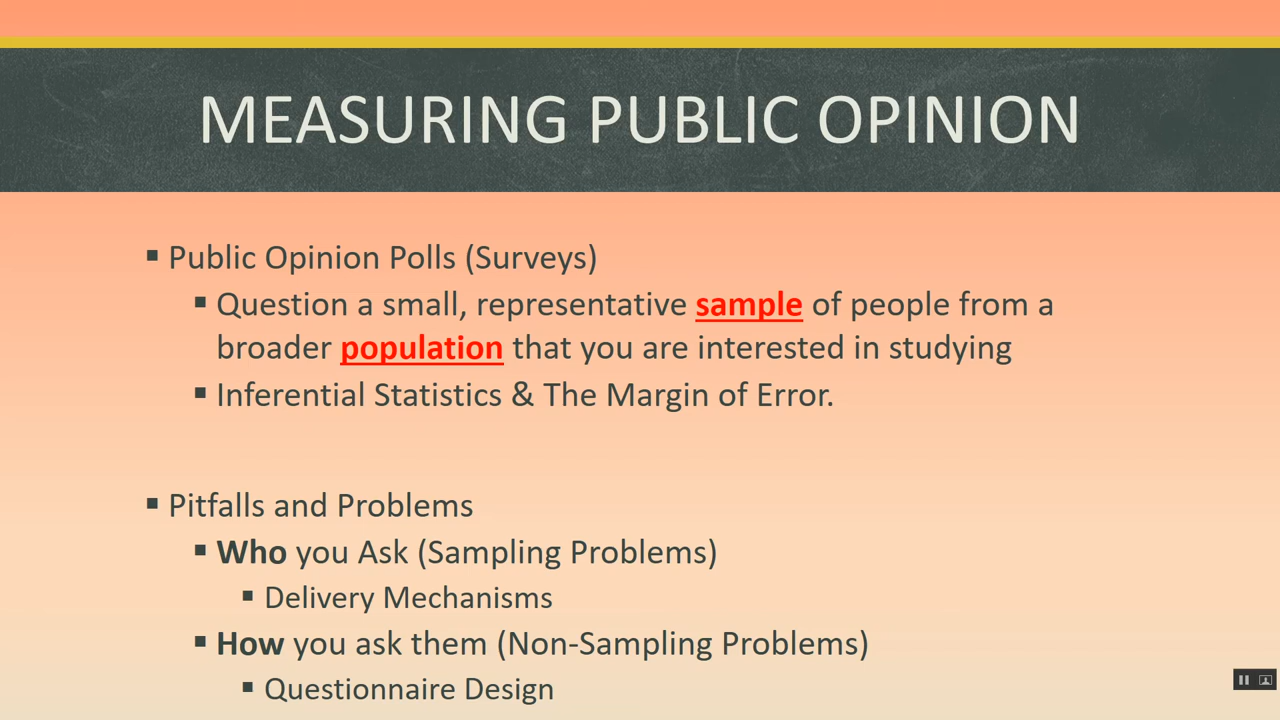 MEASURING PUBLIC OPINION
▪ Public Opinion Polls (Surveys)
▪ Question a small, representative sample of people from a
broader population that you are interested in studying
▪ Inferential Statistics & The Margin of Error.
▪ Pitfalls and Problems
▪ Who you Ask (Sampling Problems)
▪ Delivery Mechanisms
▪ How you ask them (Non-Sampling Problems)
▪ Questionnaire Design